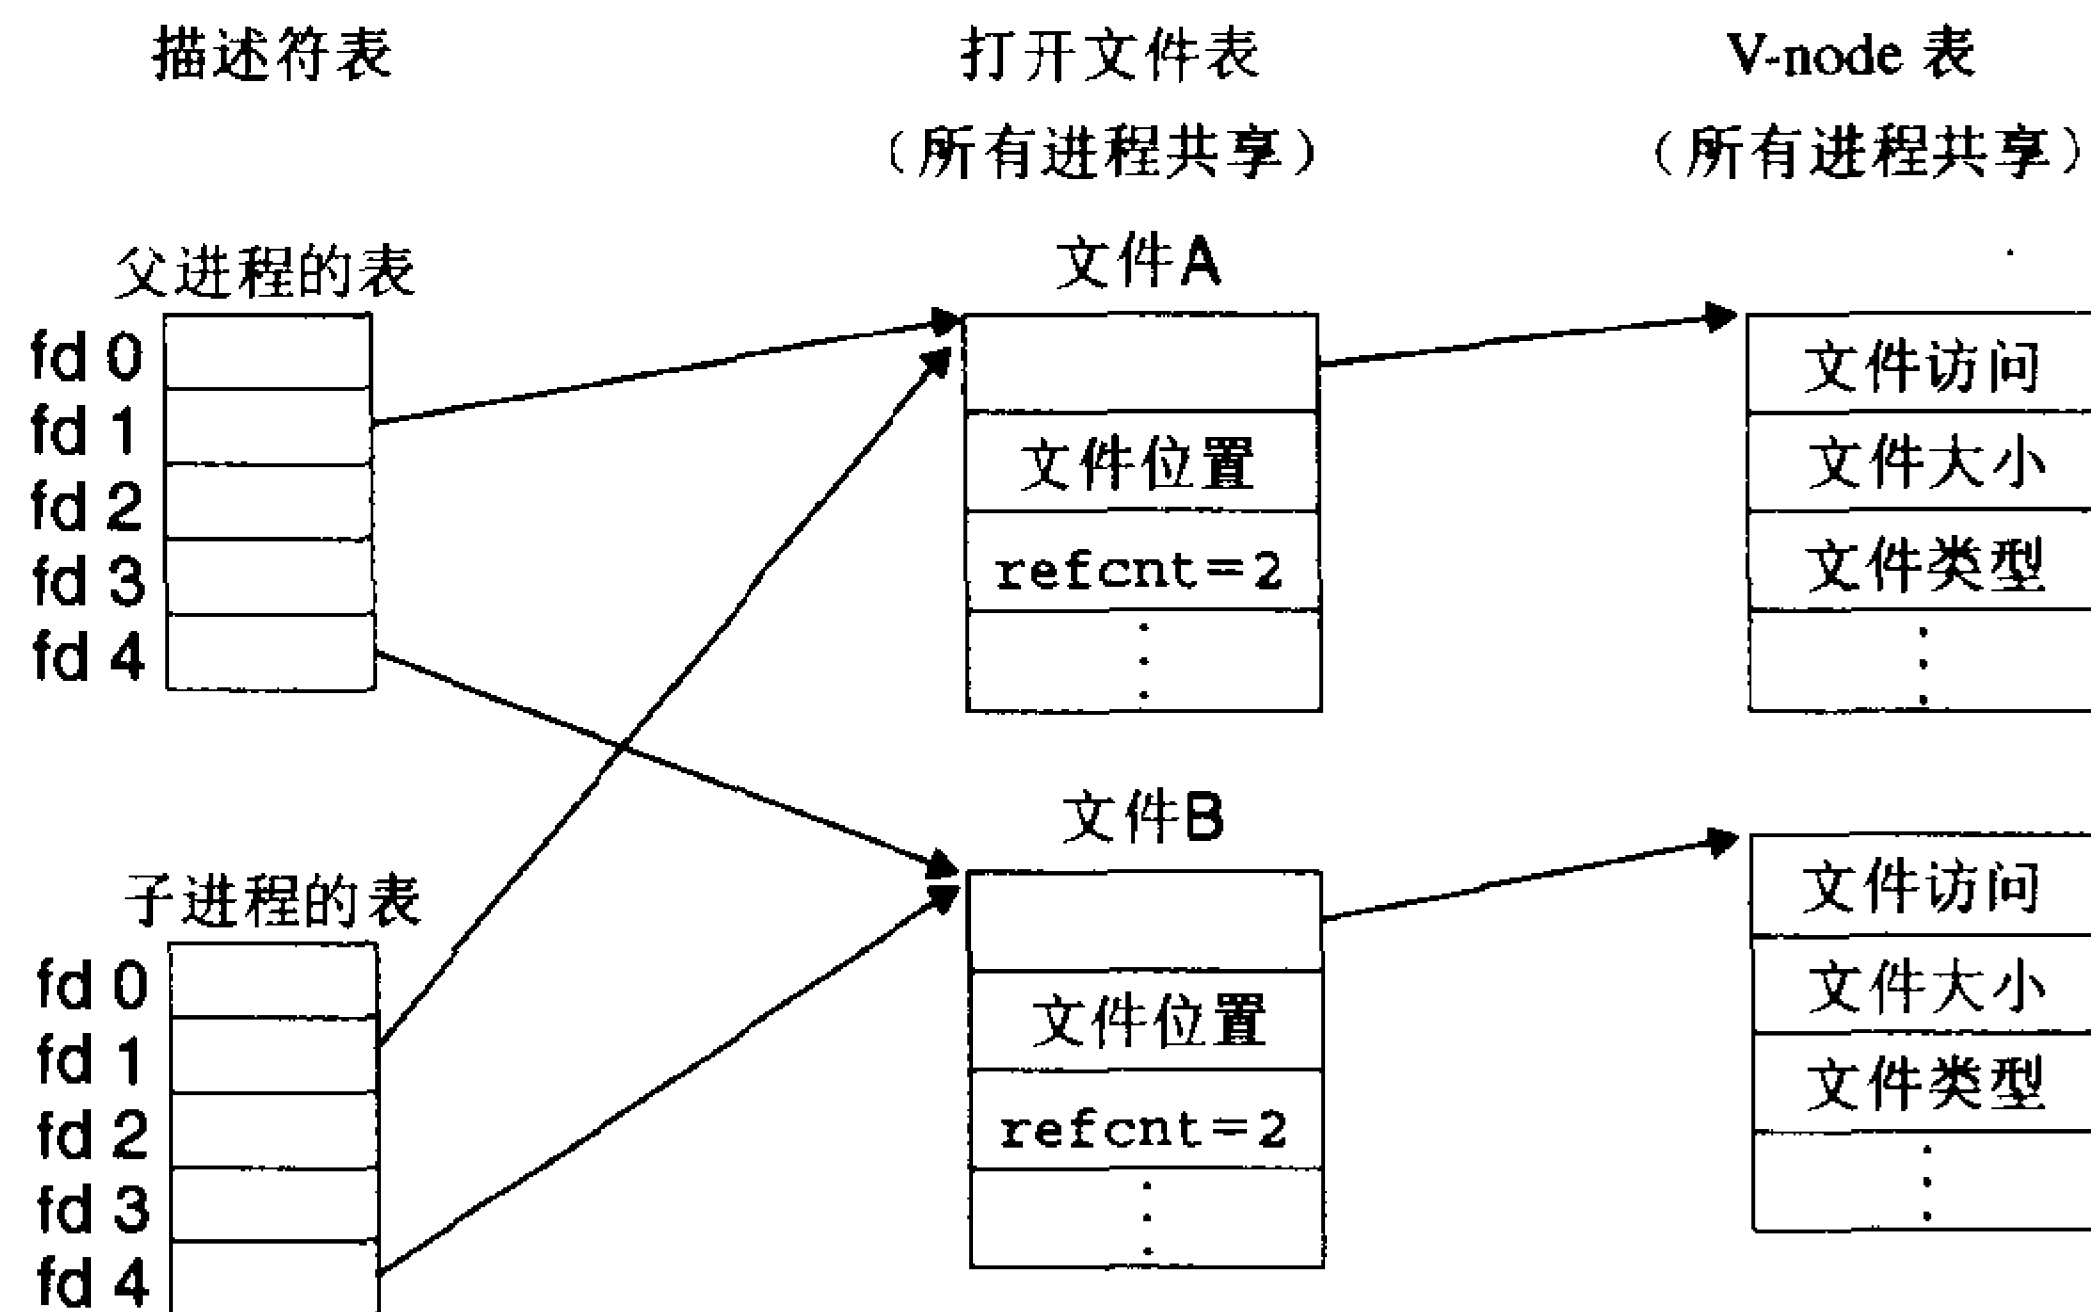 描述符表
打开文件表
(所有进程共享)
V-node 表
(所有进程共享)
父进程的表
fd 0
fd 1
fd 2
fd 3
fd 4
子进程的表
fd 0
fd 1
fd 2
fd 3
fd 4
文件A
文件位置
refcnt=2
文件B
文件位置
refcnt=2
文件访问
文件大小
文件类型
文件访问
文件大小
文件类型